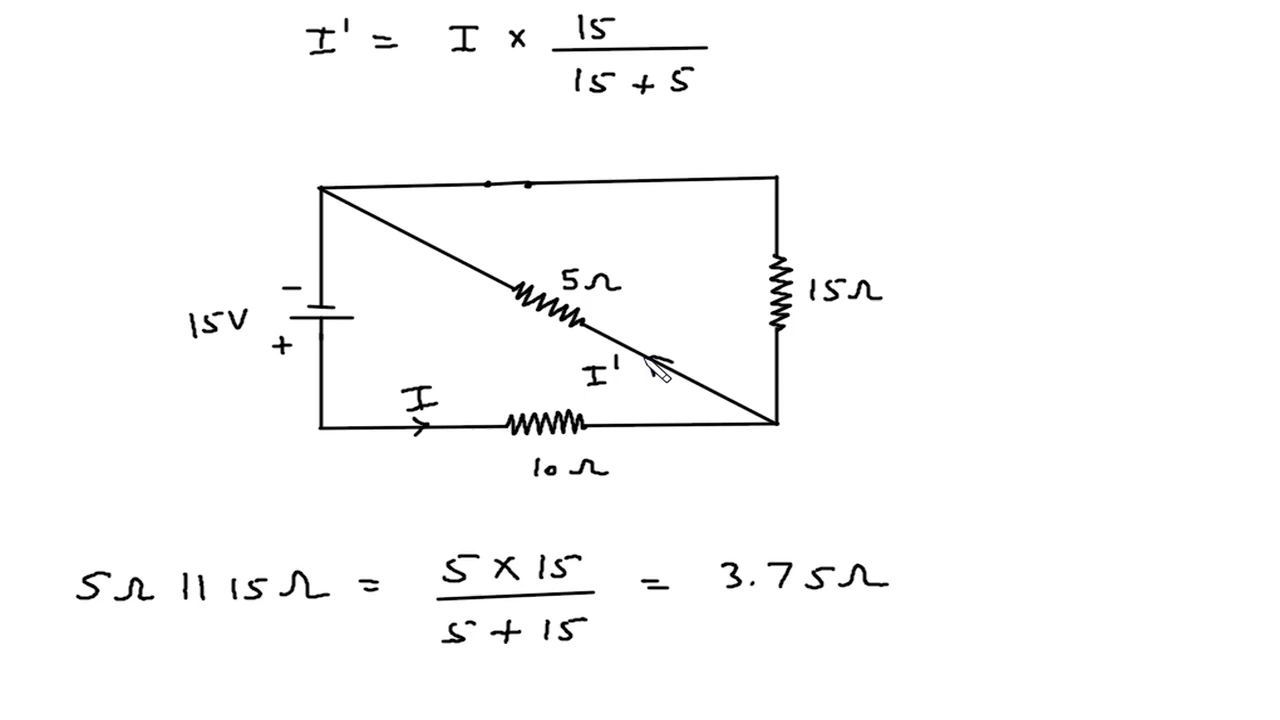 I' = I × 15 / 15 + 5
5Ω
15Ω
−
15V
+
I'
I
10Ω
5Ω || 15Ω = 5 × 15 / 5 + 15 = 3.75Ω